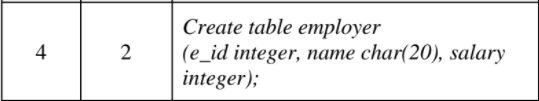 4 2 Create table employer
(e_id integer, name char(20), salary
integer);